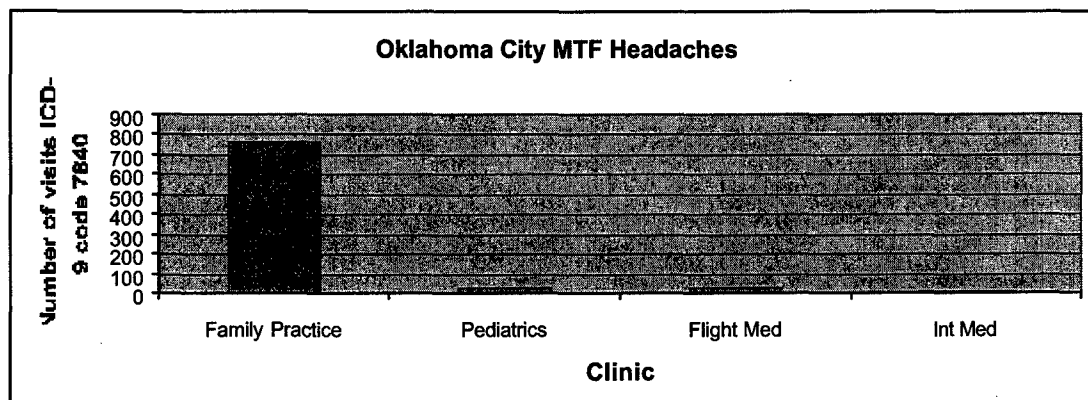 Oklahoma City MTF Headaches
Number of visits ICD-
9 code 7840
900
800
700
600
500
400
300
200
100
0
Family Practice Pediatrics Flight Med Int Med
Clinic